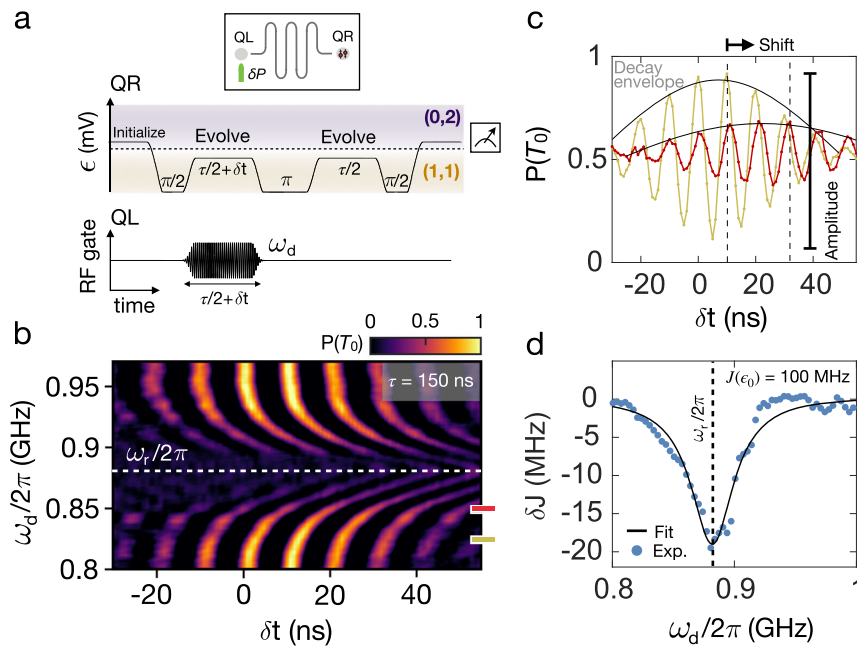 a
QL
QR
δP
QR
ϵ (mV)
(0,2)
Initialize
Evolve
Evolve
π/2
τ/2+δt
π
τ/2
π/2
(1,1)
QL
RF gate
ω_d
time
τ/2+δt
b
P(T₀)
0
0.5
1
τ = 150 ns
ω_r/2π
ω_d/2π (GHz)
0.95
0.9
0.85
0.8
-20
0
20
40
δt (ns)
c
Shift
Decay
envelope
P(T₀)
1
0.5
0
Amplitude
-20
0
20
40
δt (ns)
d
J(ϵ₀) = 100 MHz
ω_r/2π
δJ (MHz)
0
-5
-10
-15
-20
Fit
Exp.
0.8
0.9
1
ω_d/2π (GHz)